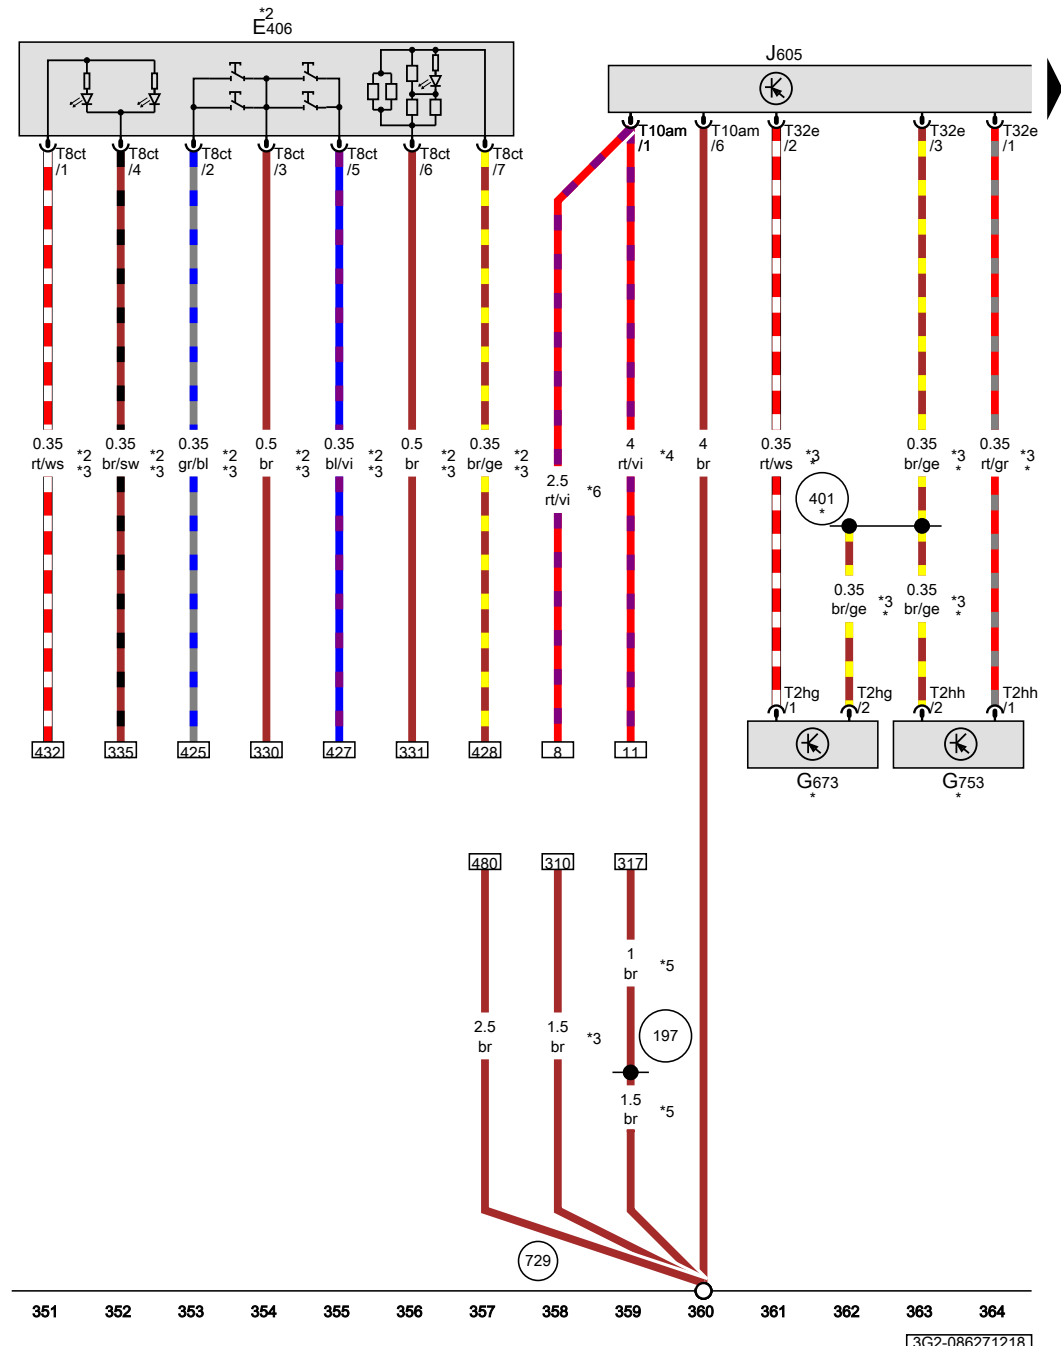 *2
E406
J605
T8ct
/1
T8ct
/4
T8ct
/2
T8ct
/3
T8ct
/5
T8ct
/6
T8ct
/7
T10am
/1
T10am
/6
T32e
/2
T32e
/3
T32e
/1
0.35
rt/ws
*2
*3
0.35
br/sw
*2
*3
0.35
gr/bl
*2
*3
0.5
br
*2
*3
0.35
bl/vi
*2
*3
0.5
br
*2
*3
0.35
br/ge
*2
*3
2.5
rt/vi
*6
4
rt/vi
*4
4
br
0.35
rt/ws
*3
*
401
*
0.35
br/ge
*3
*
0.35
rt/gr
*3
*
0.35
br/ge
*3
*
0.35
br/ge
*3
*
T2hg
/1
T2hg
/2
T2hh
/2
T2hh
/1
432
335
425
330
427
331
428
8
11
G673
*
G753
*
480
310
317
1
br
*5
2.5
br
1.5
br
*3
197
1.5
br
*5
729
351 352 353 354 355 356 357 358 359 360 361 362 363 364
3G2-086271218